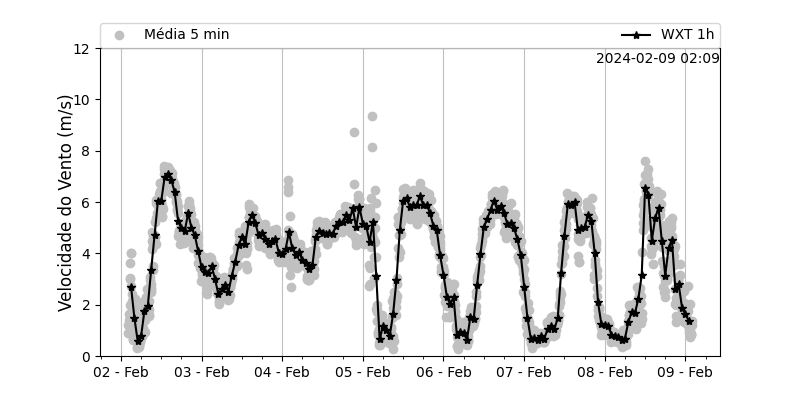 Média 5 min
WXT 1h
2024-02-09 02:09
Velocidade do Vento (m/s)
12
10
8
6
4
2
0
02 - Feb
03 - Feb
04 - Feb
05 - Feb
06 - Feb
07 - Feb
08 - Feb
09 - Feb